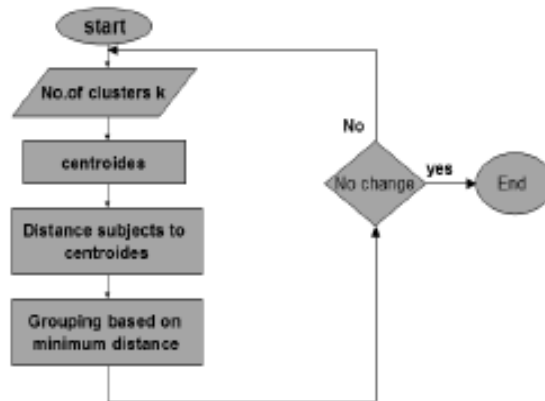 start
No.of clusters k
centroides
Distance subjects to
centroides
Grouping based on
minimum distance
No
No change
yes
End